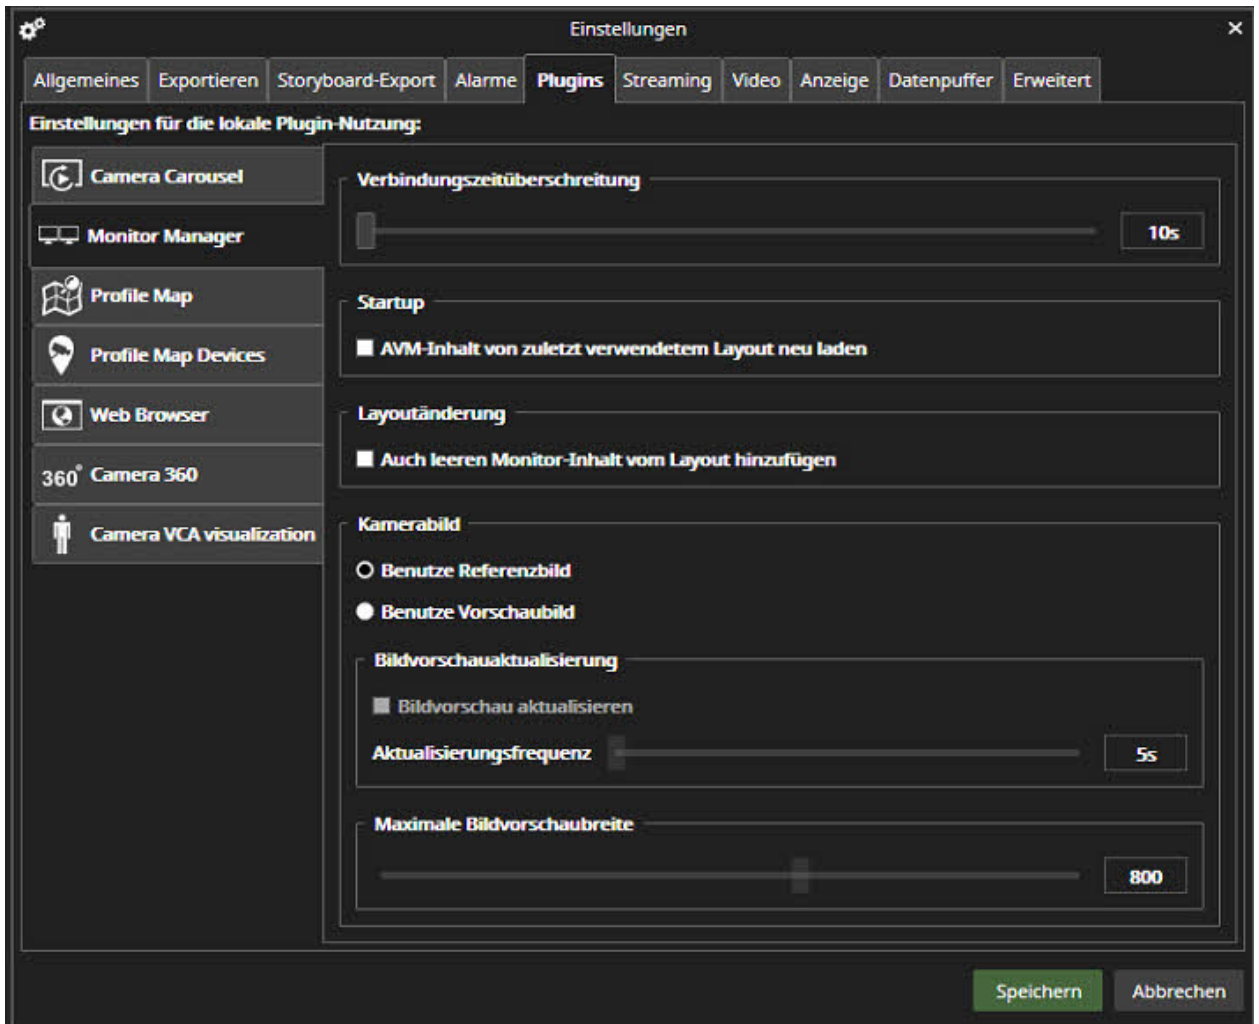 Einstellungen
Allgemeines Exportieren Storyboard-Export Alarme Plugins Streaming Video Anzeige Datenpuffer Erweitert
Einstellungen für die lokale Plugin-Nutzung:
Camera Carousel
Monitor Manager
Profile Map
Profile Map Devices
Web Browser
360° Camera 360
Camera VCA visualization
Verbindungszeitüberschreitung
10s
Startup
AVM-Inhalt von zuletzt verwendetem Layout neu laden
Layoutänderung
Auch leeren Monitor-Inhalt vom Layout hinzufügen
Kamerabild
Benutze Referenzbild
Benutze Vorschaubild
Bildvorschauaktualisierung
Bildvorschau aktualisieren
Aktualisierungsfrequenz 5s
Maximale Bildvorschaubreite
800
Speichern Abbrechen